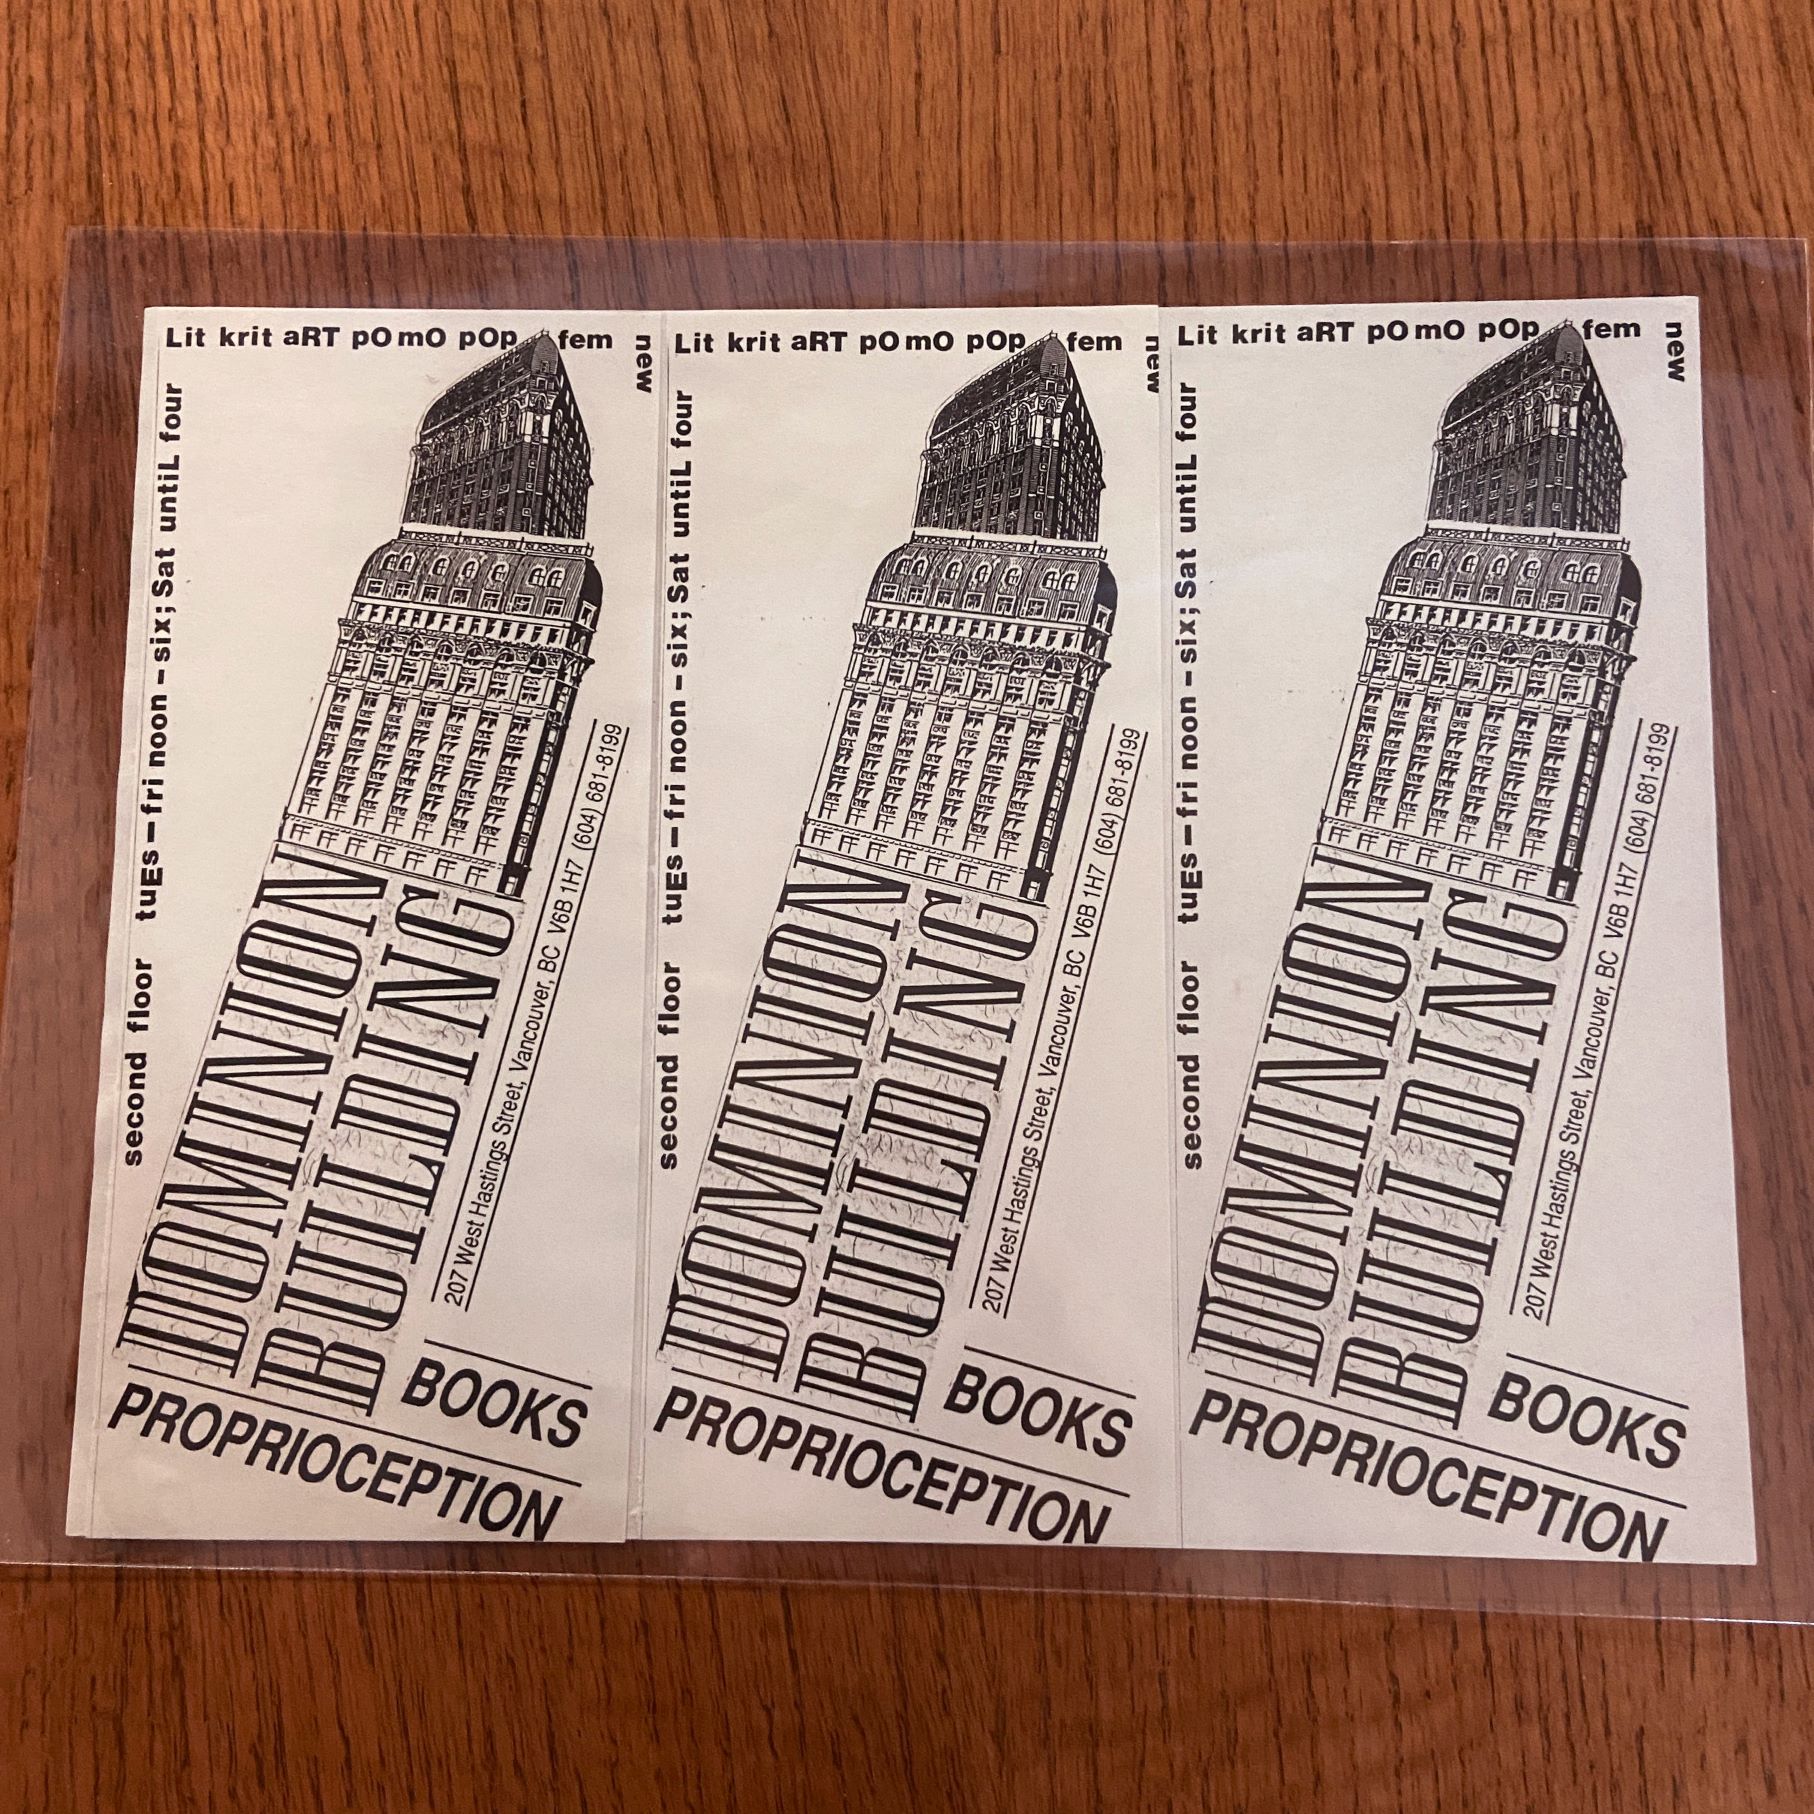 Lit krit aRT pO mO pOp fem new
second floor tuEs – fri noon – six; Sat untiL four
DOMINION
BUILDING
207 West Hastings Street, Vancouver, BC V6B 1H7 (604) 681-8199
BOOKS
PROPRIOCEPTION
Lit krit aRT pO mO pOp fem new
second floor tuEs – fri noon – six; Sat untiL four
DOMINION
BUILDING
207 West Hastings Street, Vancouver, BC V6B 1H7 (604) 681-8199
BOOKS
PROPRIOCEPTION
Lit krit aRT pO mO pOp fem new
second floor tuEs – fri noon – six; Sat untiL four
DOMINION
BUILDING
207 West Hastings Street, Vancouver, BC V6B 1H7 (604) 681-8199
BOOKS
PROPRIOCEPTION